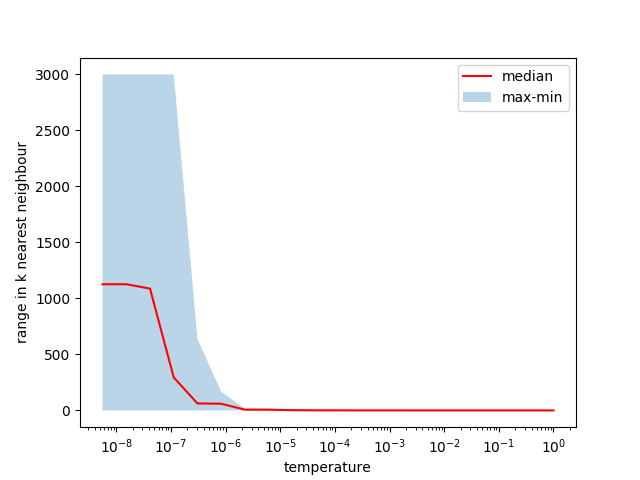 median
max-min
3000
2500
2000
1500
1000
500
0
range in k nearest neighbour
10⁻⁸ 10⁻⁷ 10⁻⁶ 10⁻⁵ 10⁻⁴ 10⁻³ 10⁻² 10⁻¹ 10⁰
temperature